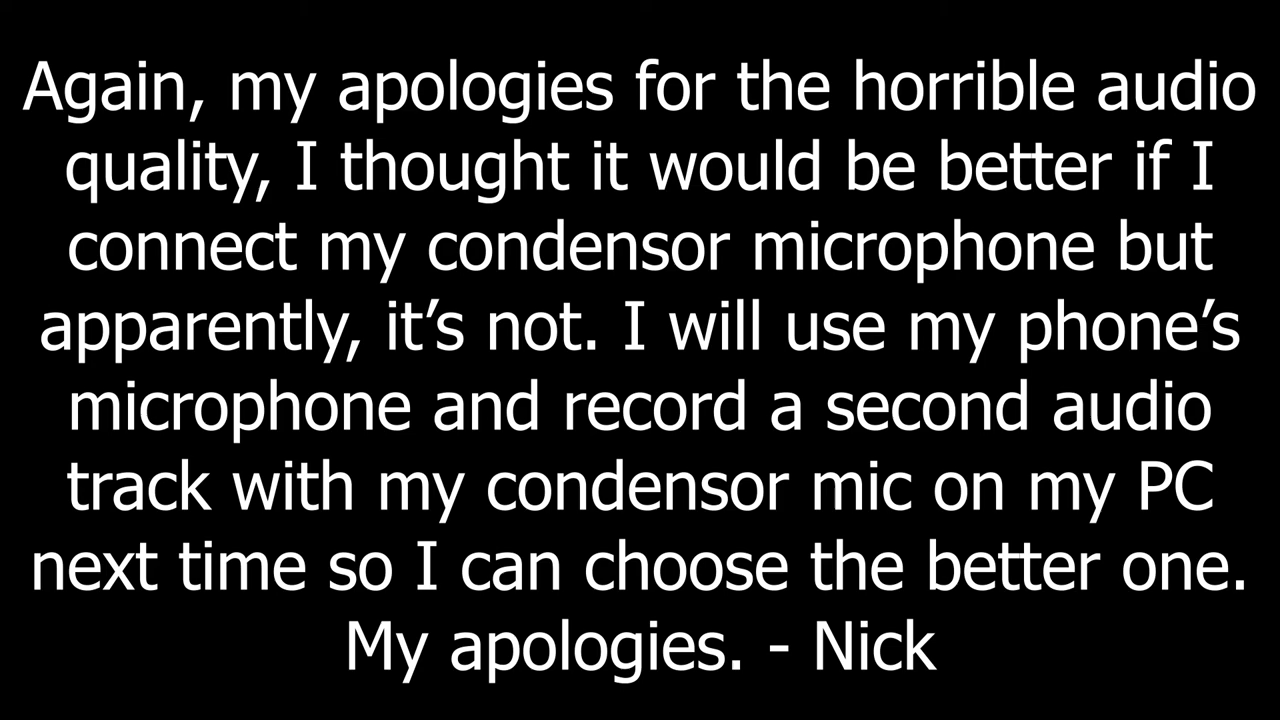 Again, my apologies for the horrible audio
quality, I thought it would be better if I
connect my condensor microphone but
apparently, it’s not. I will use my phone’s
microphone and record a second audio
track with my condensor mic on my PC
next time so I can choose the better one.
My apologies. - Nick